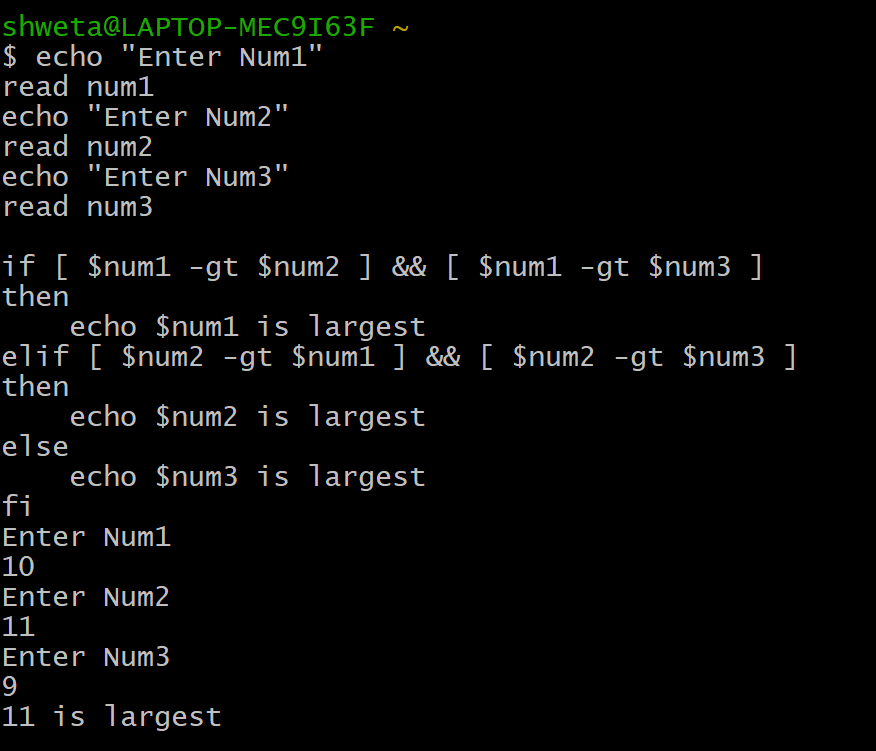 shweta@LAPTOP-MEC9I63F ~
$ echo "Enter Num1"
read num1
echo "Enter Num2"
read num2
echo "Enter Num3"
read num3

if [ $num1 -gt $num2 ] && [ $num1 -gt $num3 ]
then
    echo $num1 is largest
elif [ $num2 -gt $num1 ] && [ $num2 -gt $num3 ]
then
    echo $num2 is largest
else
    echo $num3 is largest
fi
Enter Num1
10
Enter Num2
11
Enter Num3
9
11 is largest